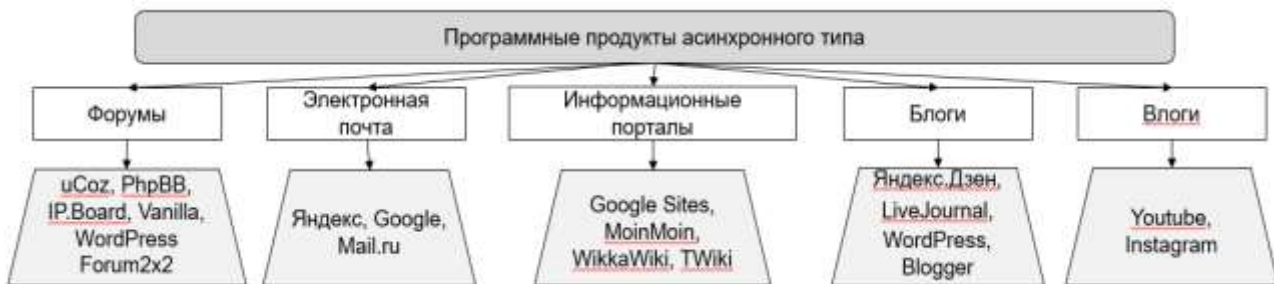 Программные продукты асинхронного типа
Форумы
Электронная
почта
Информационные
порталы
Блоги
Влоги
uCoz, PhpBB,
IP.Board, Vanilla,
WordPress
Forum2x2
Яндекс, Google,
Mail.ru
Google Sites,
MoinMoin,
WikkaWiki, TWiki
Яндекс.Дзен,
LiveJournal,
WordPress,
Blogger
Youtube,
Instagram